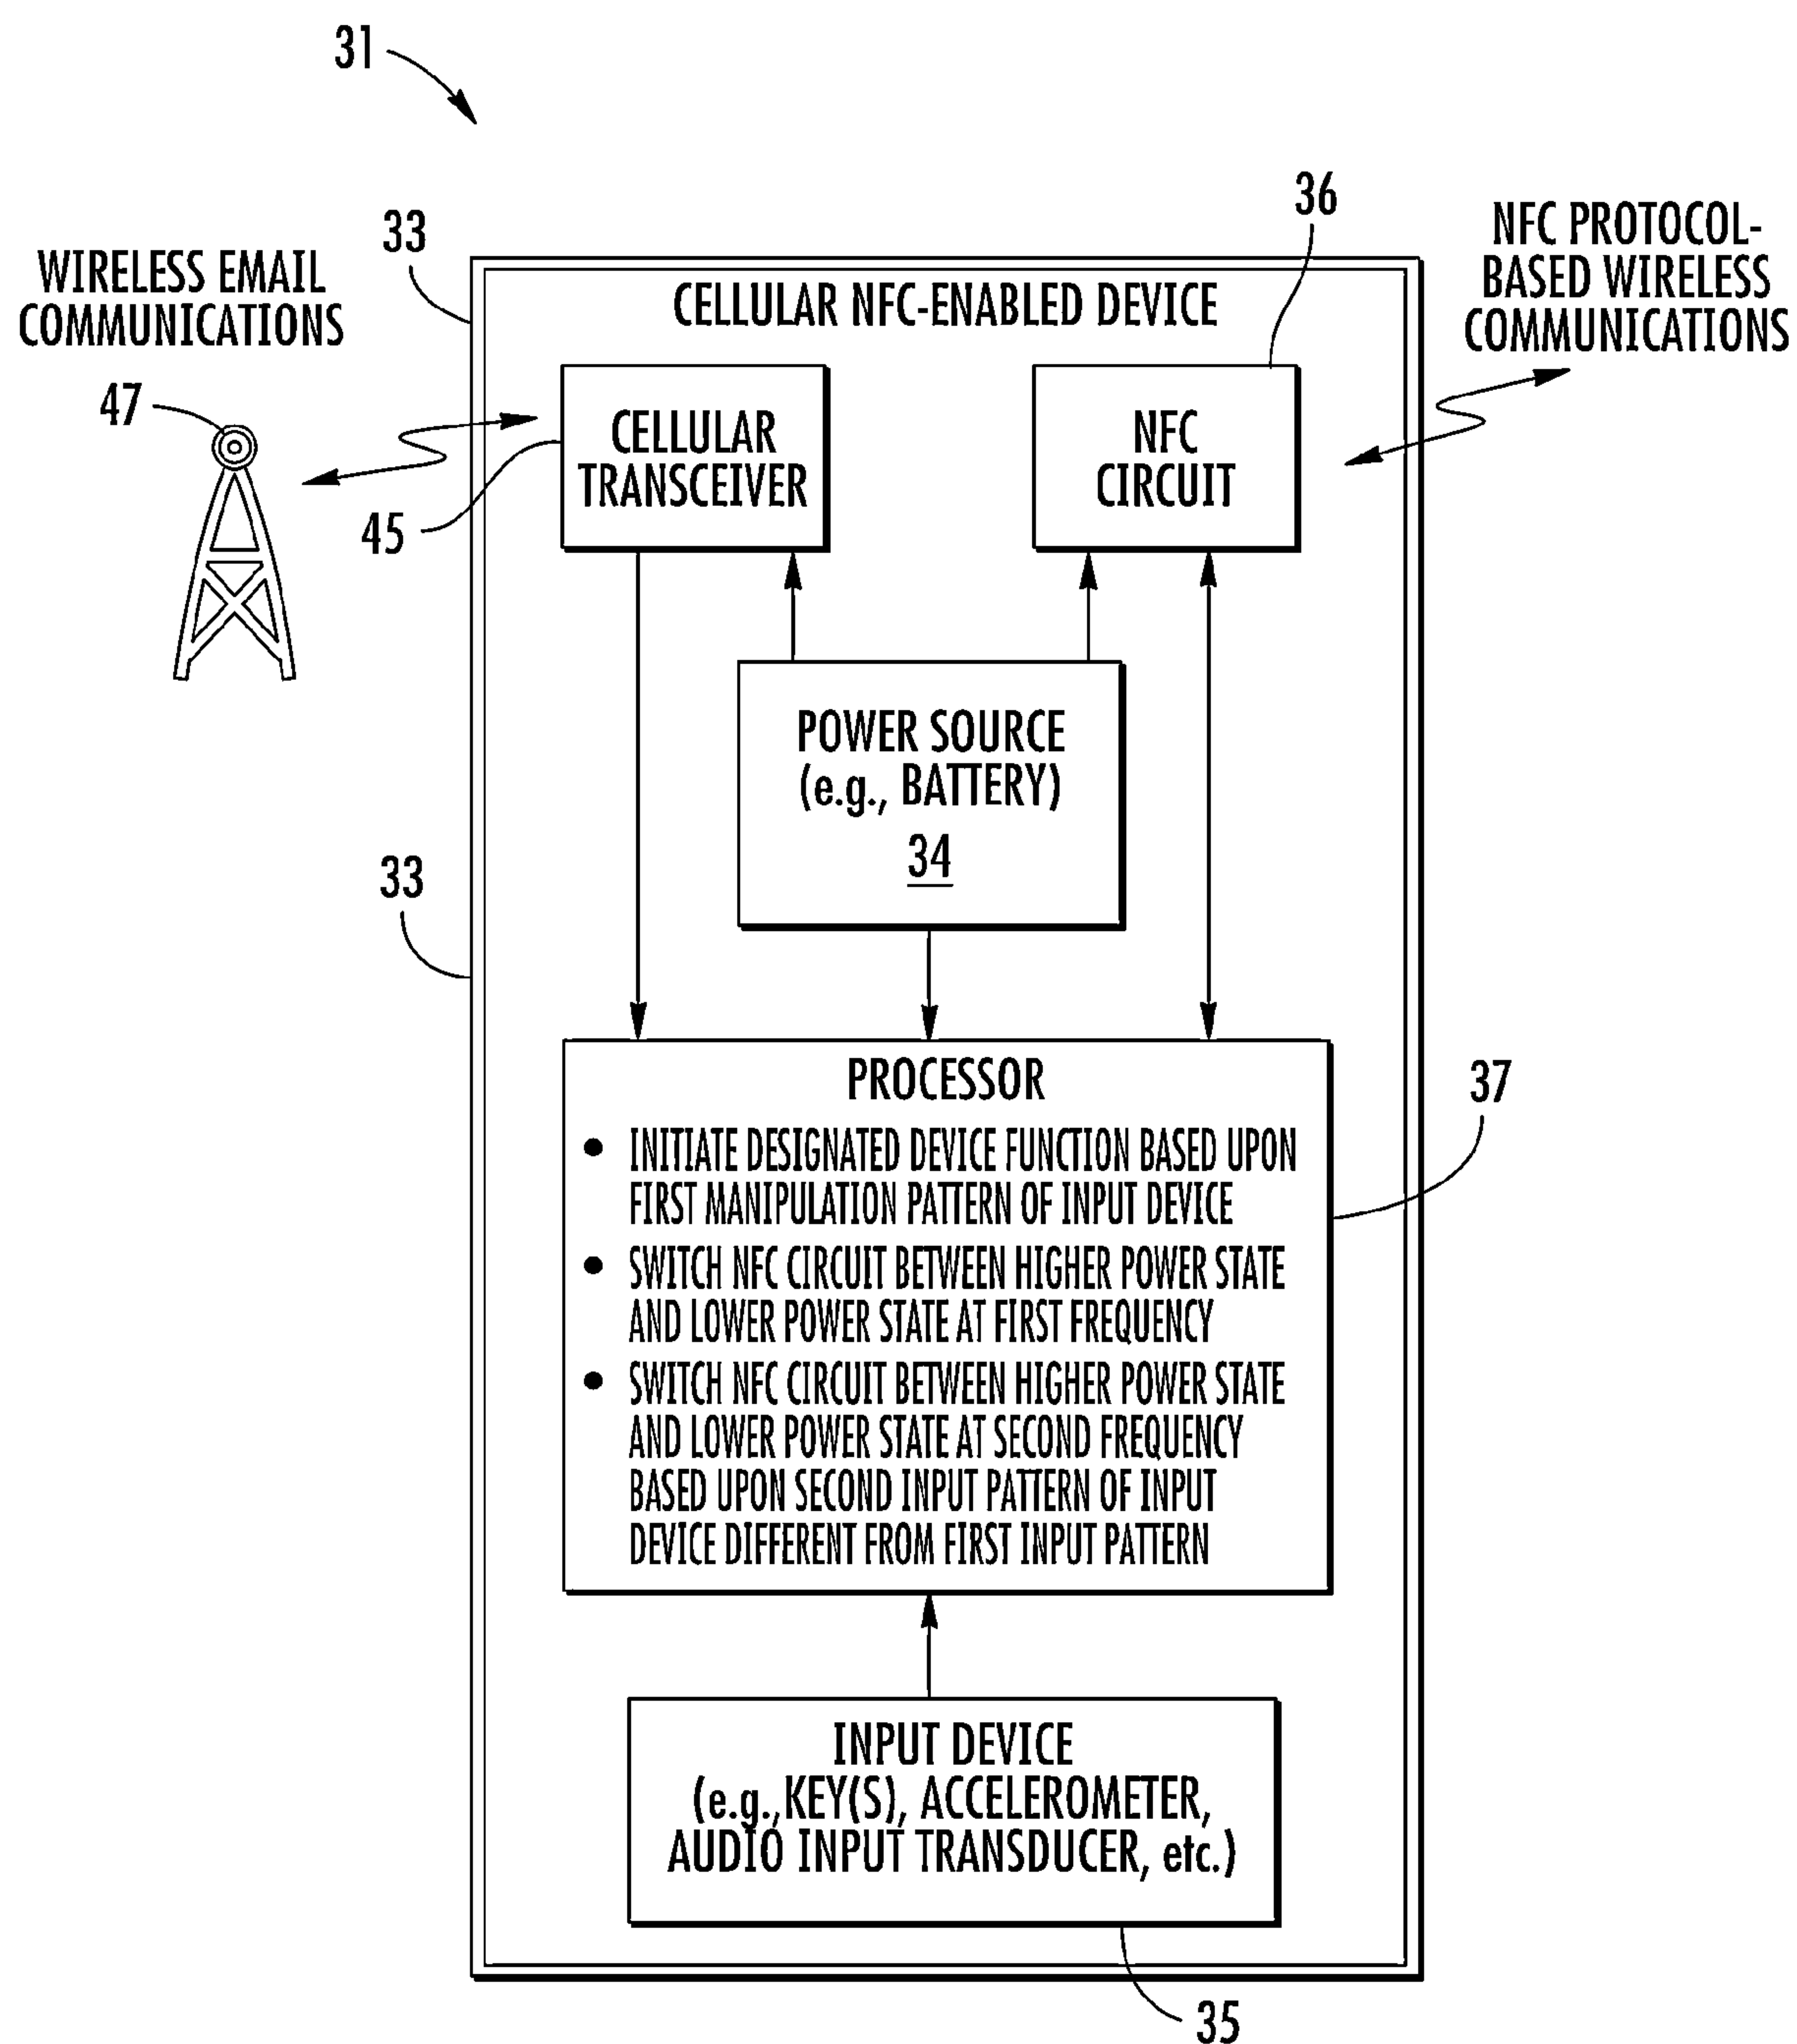 31
33
36
WIRELESS EMAIL
COMMUNICATIONS
NFC PROTOCOL-
BASED WIRELESS
COMMUNICATIONS
CELLULAR NFC-ENABLED DEVICE
47
CELLULAR
TRANSCEIVER
45
NFC
CIRCUIT
POWER SOURCE
(e.g., BATTERY)
34
33
PROCESSOR
37
● INITIATE DESIGNATED DEVICE FUNCTION BASED UPON
FIRST MANIPULATION PATTERN OF INPUT DEVICE
● SWITCH NFC CIRCUIT BETWEEN HIGHER POWER STATE
AND LOWER POWER STATE AT FIRST FREQUENCY
● SWITCH NFC CIRCUIT BETWEEN HIGHER POWER STATE
AND LOWER POWER STATE AT SECOND FREQUENCY
BASED UPON SECOND INPUT PATTERN OF INPUT
DEVICE DIFFERENT FROM FIRST INPUT PATTERN
INPUT DEVICE
(e.g.,KEY(S), ACCELEROMETER,
AUDIO INPUT TRANSDUCER, etc.)
35